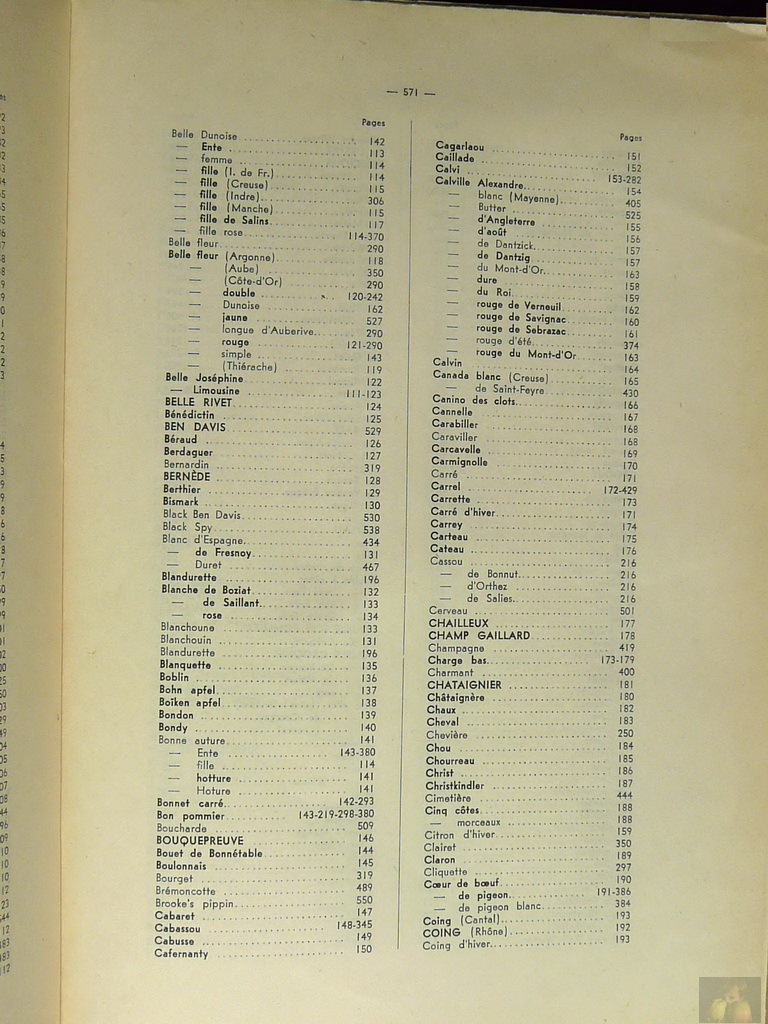 — 571 —
Pages
Belle Dunoise 142
— Ente 113
— femme 114
— fille (I. de Fr.) 114
— fille (Creuse) 115
— fille (Indre) 306
— fille (Manche) 115
— fille de Salins 117
— fille rose 114-370
Belle fleur 290
Belle fleur (Argonne) 118
— (Aube) 350
— (Côte-d'Or) 290
— double 120-242
— Dunoise 162
— jaune 527
— longue d'Auberive 290
— rouge 121-290
— simple 143
— (Thiérache) 119
Belle Joséphine 122
— Limousine 111-123
BELLE RIVET 124
Bénédictin 125
BEN DAVIS 529
Béraud 126
Berdaguer 127
Bernardin 319
BERNÈDE 128
Berthier 129
Bismark 130
Black Ben Davis 530
Black Spy 538
Blanc d'Espagne 434
— de Fresnoy 131
— Duret 467
Blandurette 196
Blanche de Boziat 132
— de Saillant 133
— rose 134
Blanchoune 133
Blanchouin 131
Blandurette 196
Blanquette 135
Boblin 136
Bohn apfel 137
Boïken apfel 138
Bondon 139
Bondy 140
Bonne auture 141
— Ente 143-380
— fille 114
— hotture 141
— Hoture 141
Bonnet carré 142-293
Bon pommier 143-219-298-380
Boucharde 509
BOUQUEPREUVE 146
Bouet de Bonnétable 144
Boulonnais 145
Bourget 319
Brémoncotte 489
Brooke's pippin 550
Cabaret 147
Cabassou 148-345
Cabusse 149
Cafernanty 150
Pages
Cagarlaou 151
Caillade 152
Calvi 153-282
Calville Alexandre 154
— blanc (Mayenne) 405
— Butter 525
— d'Angleterre 155
— d'août 156
— de Dantzick 157
— de Dantzig 157
— du Mont-d'Or 163
— dure 158
— du Roi 159
— rouge de Verneuil 162
— rouge de Savignac 160
— rouge de Sebrazac 161
— rouge d'été 374
— rouge du Mont-d'Or 163
Calvin 164
Canada blanc (Creuse) 165
— de Saint-Feyre 430
Canino des clots 166
Cannelle 167
Carabiller 168
Caraviller 168
Carcavelle 169
Carmignolle 170
Carré 171
Carrel 172-429
Carrette 173
Carré d'hiver 171
Carrey 174
Carteau 175
Cateau 176
Cassou 216
— de Bonnut 216
— d'Orthez 216
— de Salies 216
Cerveau 501
CHAILLEUX 177
CHAMP GAILLARD 178
Champagne 419
Charge bas 173-179
Charmant 400
CHATAIGNIER 181
Châtaignère 180
Chaux 182
Cheval 183
Chevière 250
Chou 184
Chourreau 185
Christ 186
Christkindler 187
Cimetière 444
Cinq côtes 188
— morceaux 188
Citron d'hiver 159
Clairet 350
Claron 189
Cliquette 297
Cœur de bœuf 190
— de pigeon 191-386
— de pigeon blanc 384
Coing (Cantal) 193
COING (Rhône) 192
Coing d'hiver 193